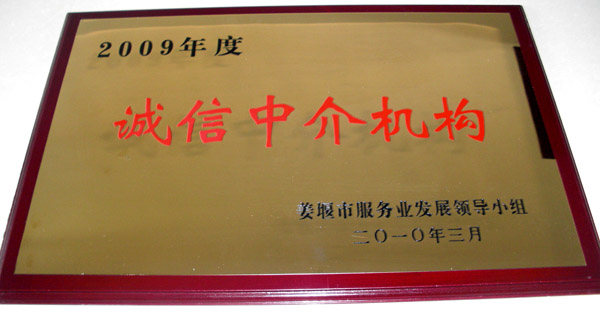 2009年度
诚信中介机构
姜堰市服务业发展领导小组
二〇一〇年三月